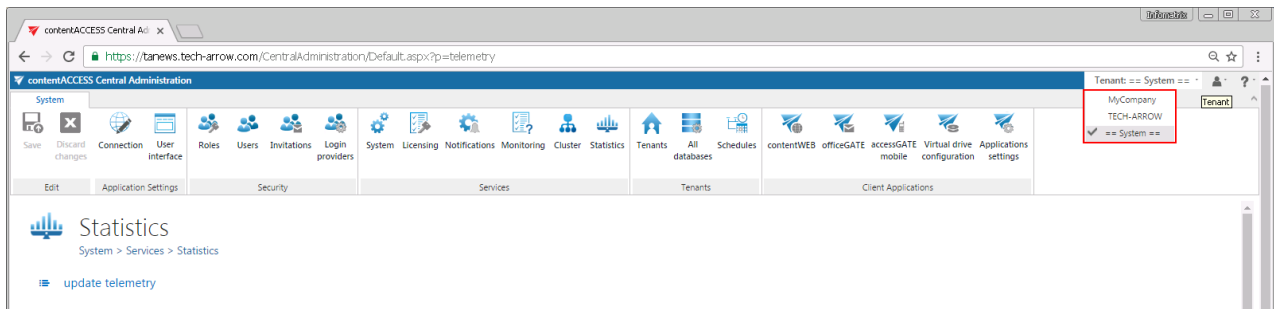 Infometrix
contentACCESS Central Ad
https://tanews.tech-arrow.com/CentralAdministration/Default.aspx?p=telemetry
contentACCESS Central Administration
Tenant: == System ==
?
System
MyCompany
TECH-ARROW
== System ==
Tenant
Save
Discard changes
Connection
User interface
Roles
Users
Invitations
Login providers
System
Licensing
Notifications
Monitoring
Cluster
Statistics
Tenants
All databases
Schedules
contentWEB
officeGATE
accessGATE mobile
Virtual drive configuration
Applications settings
Edit
Application Settings
Security
Services
Tenants
Client Applications
Statistics
System > Services > Statistics
update telemetry